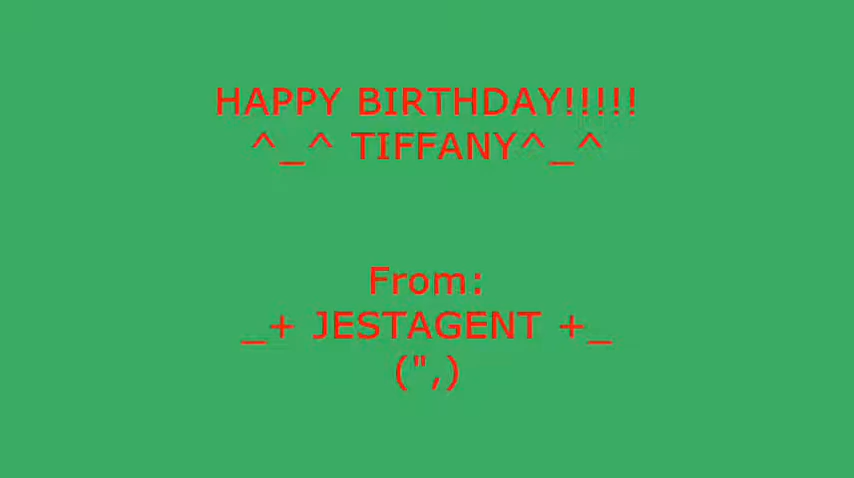 HAPPY BIRTHDAY!!!!!
^_^ TIFFANY^_^
From:
_+ JESTAGENT +_
(",)